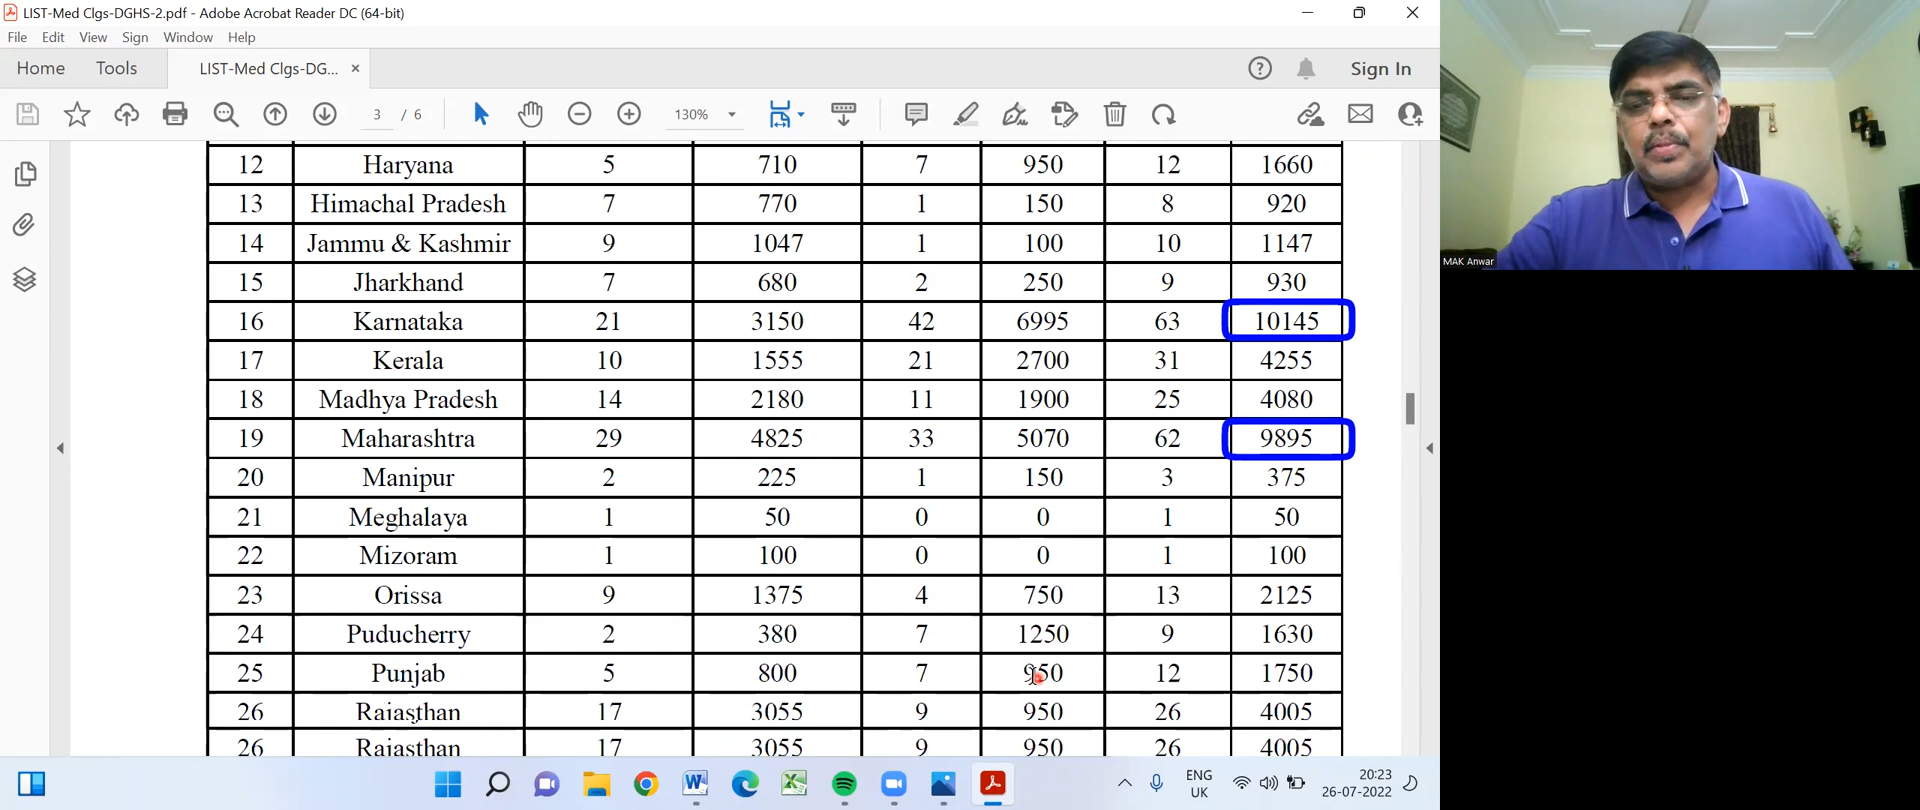 LIST-Med Clgs-DGHS-2.pdf - Adobe Acrobat Reader DC (64-bit)
File Edit View Sign Window Help
Home Tools LIST-Med Clgs-DG... × Sign In
3 / 6 130%
12 Haryana 5 710 7 950 12 1660
13 Himachal Pradesh 7 770 1 150 8 920
14 Jammu & Kashmir 9 1047 1 100 10 1147
15 Jharkhand 7 680 2 250 9 930
16 Karnataka 21 3150 42 6995 63 10145
17 Kerala 10 1555 21 2700 31 4255
18 Madhya Pradesh 14 2180 11 1900 25 4080
19 Maharashtra 29 4825 33 5070 62 9895
20 Manipur 2 225 1 150 3 375
21 Meghalaya 1 50 0 0 1 50
22 Mizoram 1 100 0 0 1 100
23 Orissa 9 1375 4 750 13 2125
24 Puducherry 2 380 7 1250 9 1630
25 Punjab 5 800 7 950 12 1750
26 Rajasthan 17 3055 9 950 26 4005
26 Rajasthan 17 3055 9 950 26 4005
MAK Anwar
ENG 20:23
UK 26-07-2022